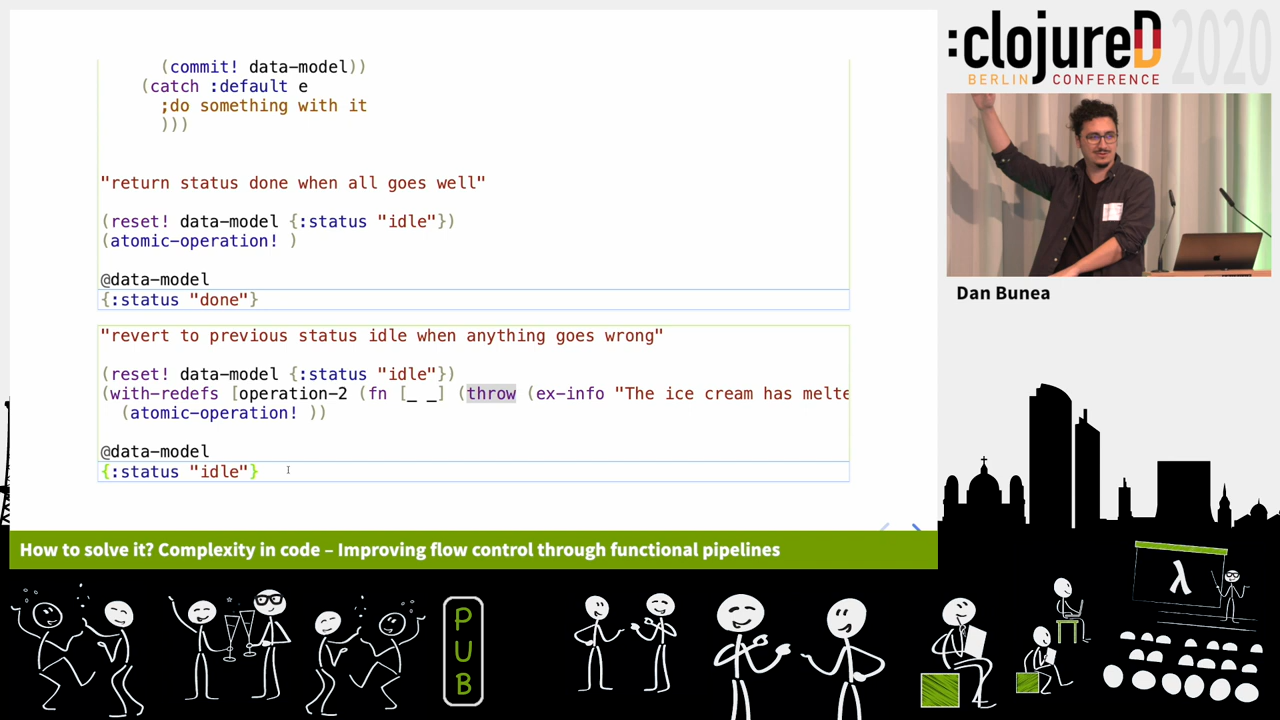 (commit! data-model))
(catch :default e
;do something with it
)))
"return status done when all goes well"
(reset! data-model {:status "idle"})
(atomic-operation! )
@data-model
{:status "done"}
"revert to previous status idle when anything goes wrong"
(reset! data-model {:status "idle"})
(with-redefs [operation-2 (fn [_ _] (throw (ex-info "The ice cream has melte
(atomic-operation! ))
@data-model
{:status "idle"}
:clojureD 2020
BERLIN CONFERENCE
Dan Bunea
How to solve it? Complexity in code – Improving flow control through functional pipelines
PUB
λ